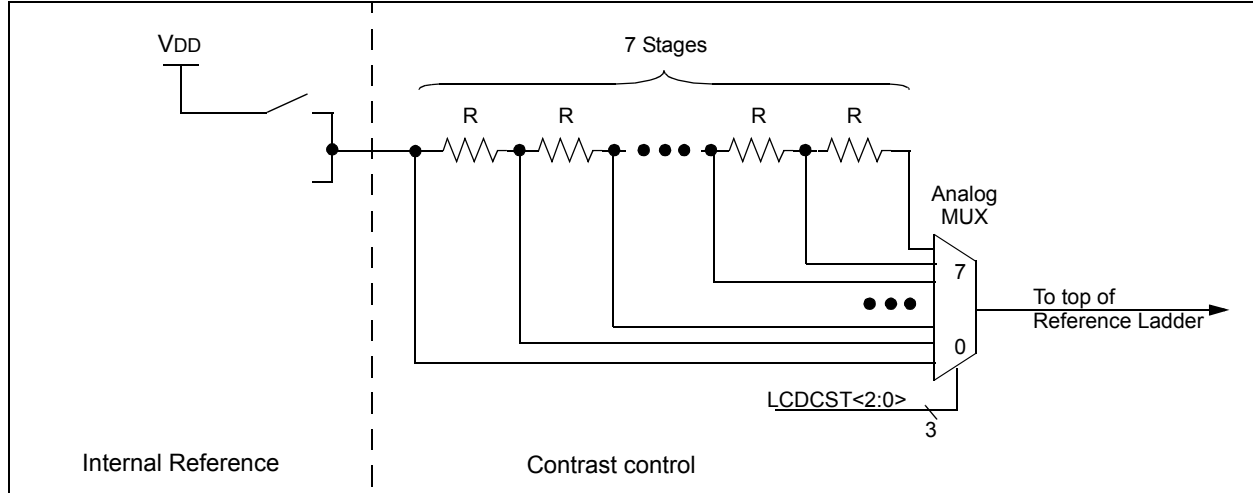 VDD
7 Stages
R R R R
Analog
MUX
7
To top of
Reference Ladder
0
LCDCST<2:0>
3
Internal Reference
Contrast control